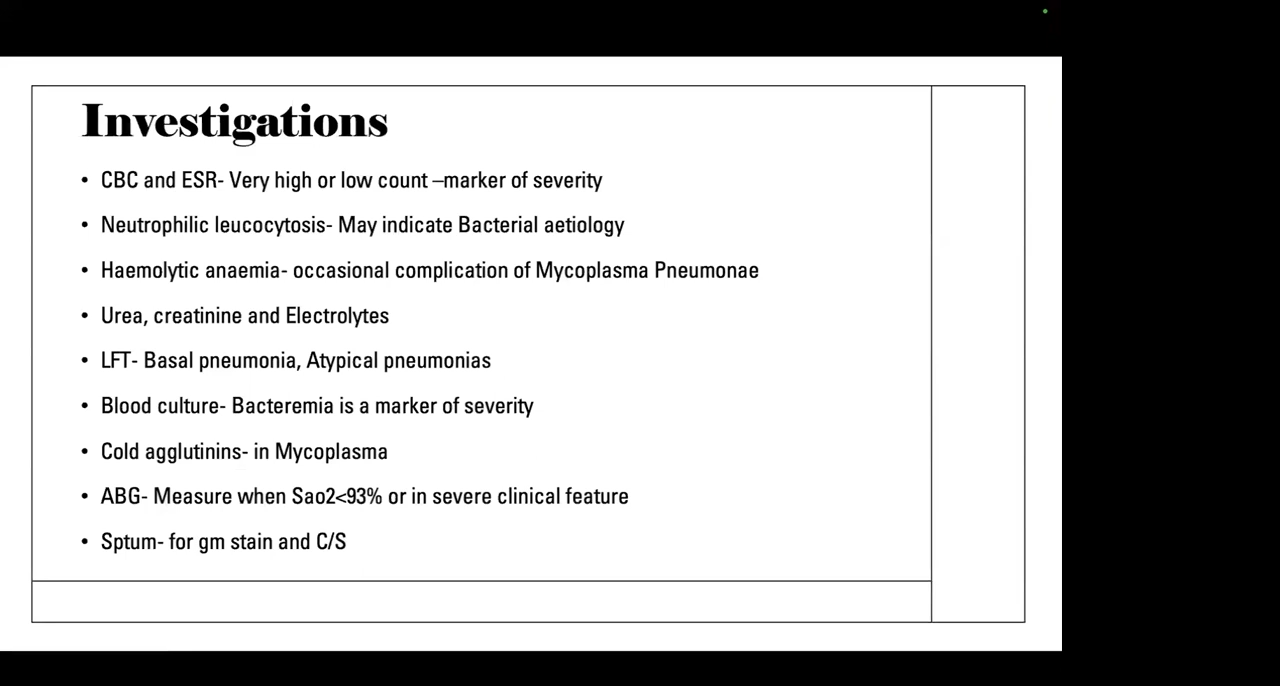 Investigations
• CBC and ESR- Very high or low count –marker of severity
• Neutrophilic leucocytosis- May indicate Bacterial aetiology
• Haemolytic anaemia- occasional complication of Mycoplasma Pneumonae
• Urea, creatinine and Electrolytes
• LFT- Basal pneumonia, Atypical pneumonias
• Blood culture- Bacteremia is a marker of severity
• Cold agglutinins- in Mycoplasma
• ABG- Measure when Sao2<93% or in severe clinical feature
• Sptum- for gm stain and C/S